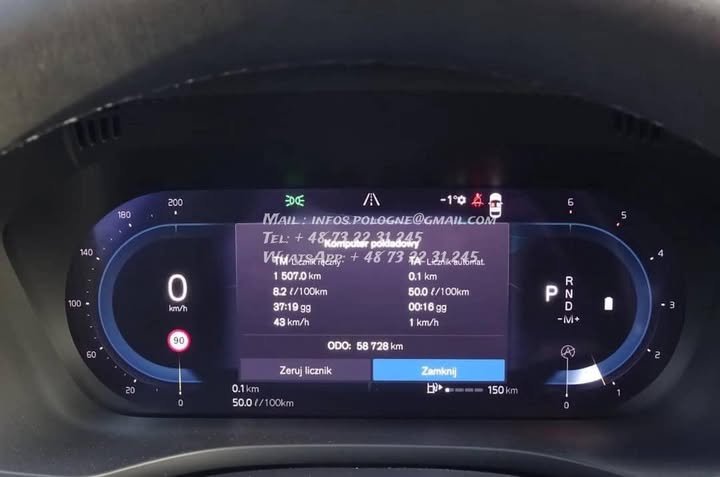 180 200 -1° 6 5
Mail : infos.pologne@gmail.com
Tel: + 48 73 22 31 245
WhatsApp: + 48 73 22 31 245
Komputer pokładowy
TM - Licznik ręczny TA - Licznik automat.
140 1 507.0 km 0.1 km 4
0 8.2 ℓ/100km 50.0 ℓ/100km P R N D -M+
100 km/h 37:19 gg 00:16 gg 3
43 km/h 1 km/h
90
ODO: 58 728 km
60 2
Zeruj licznik Zamknij
20 0.1 km 150 km 1
0 50.0 ℓ/100km 0